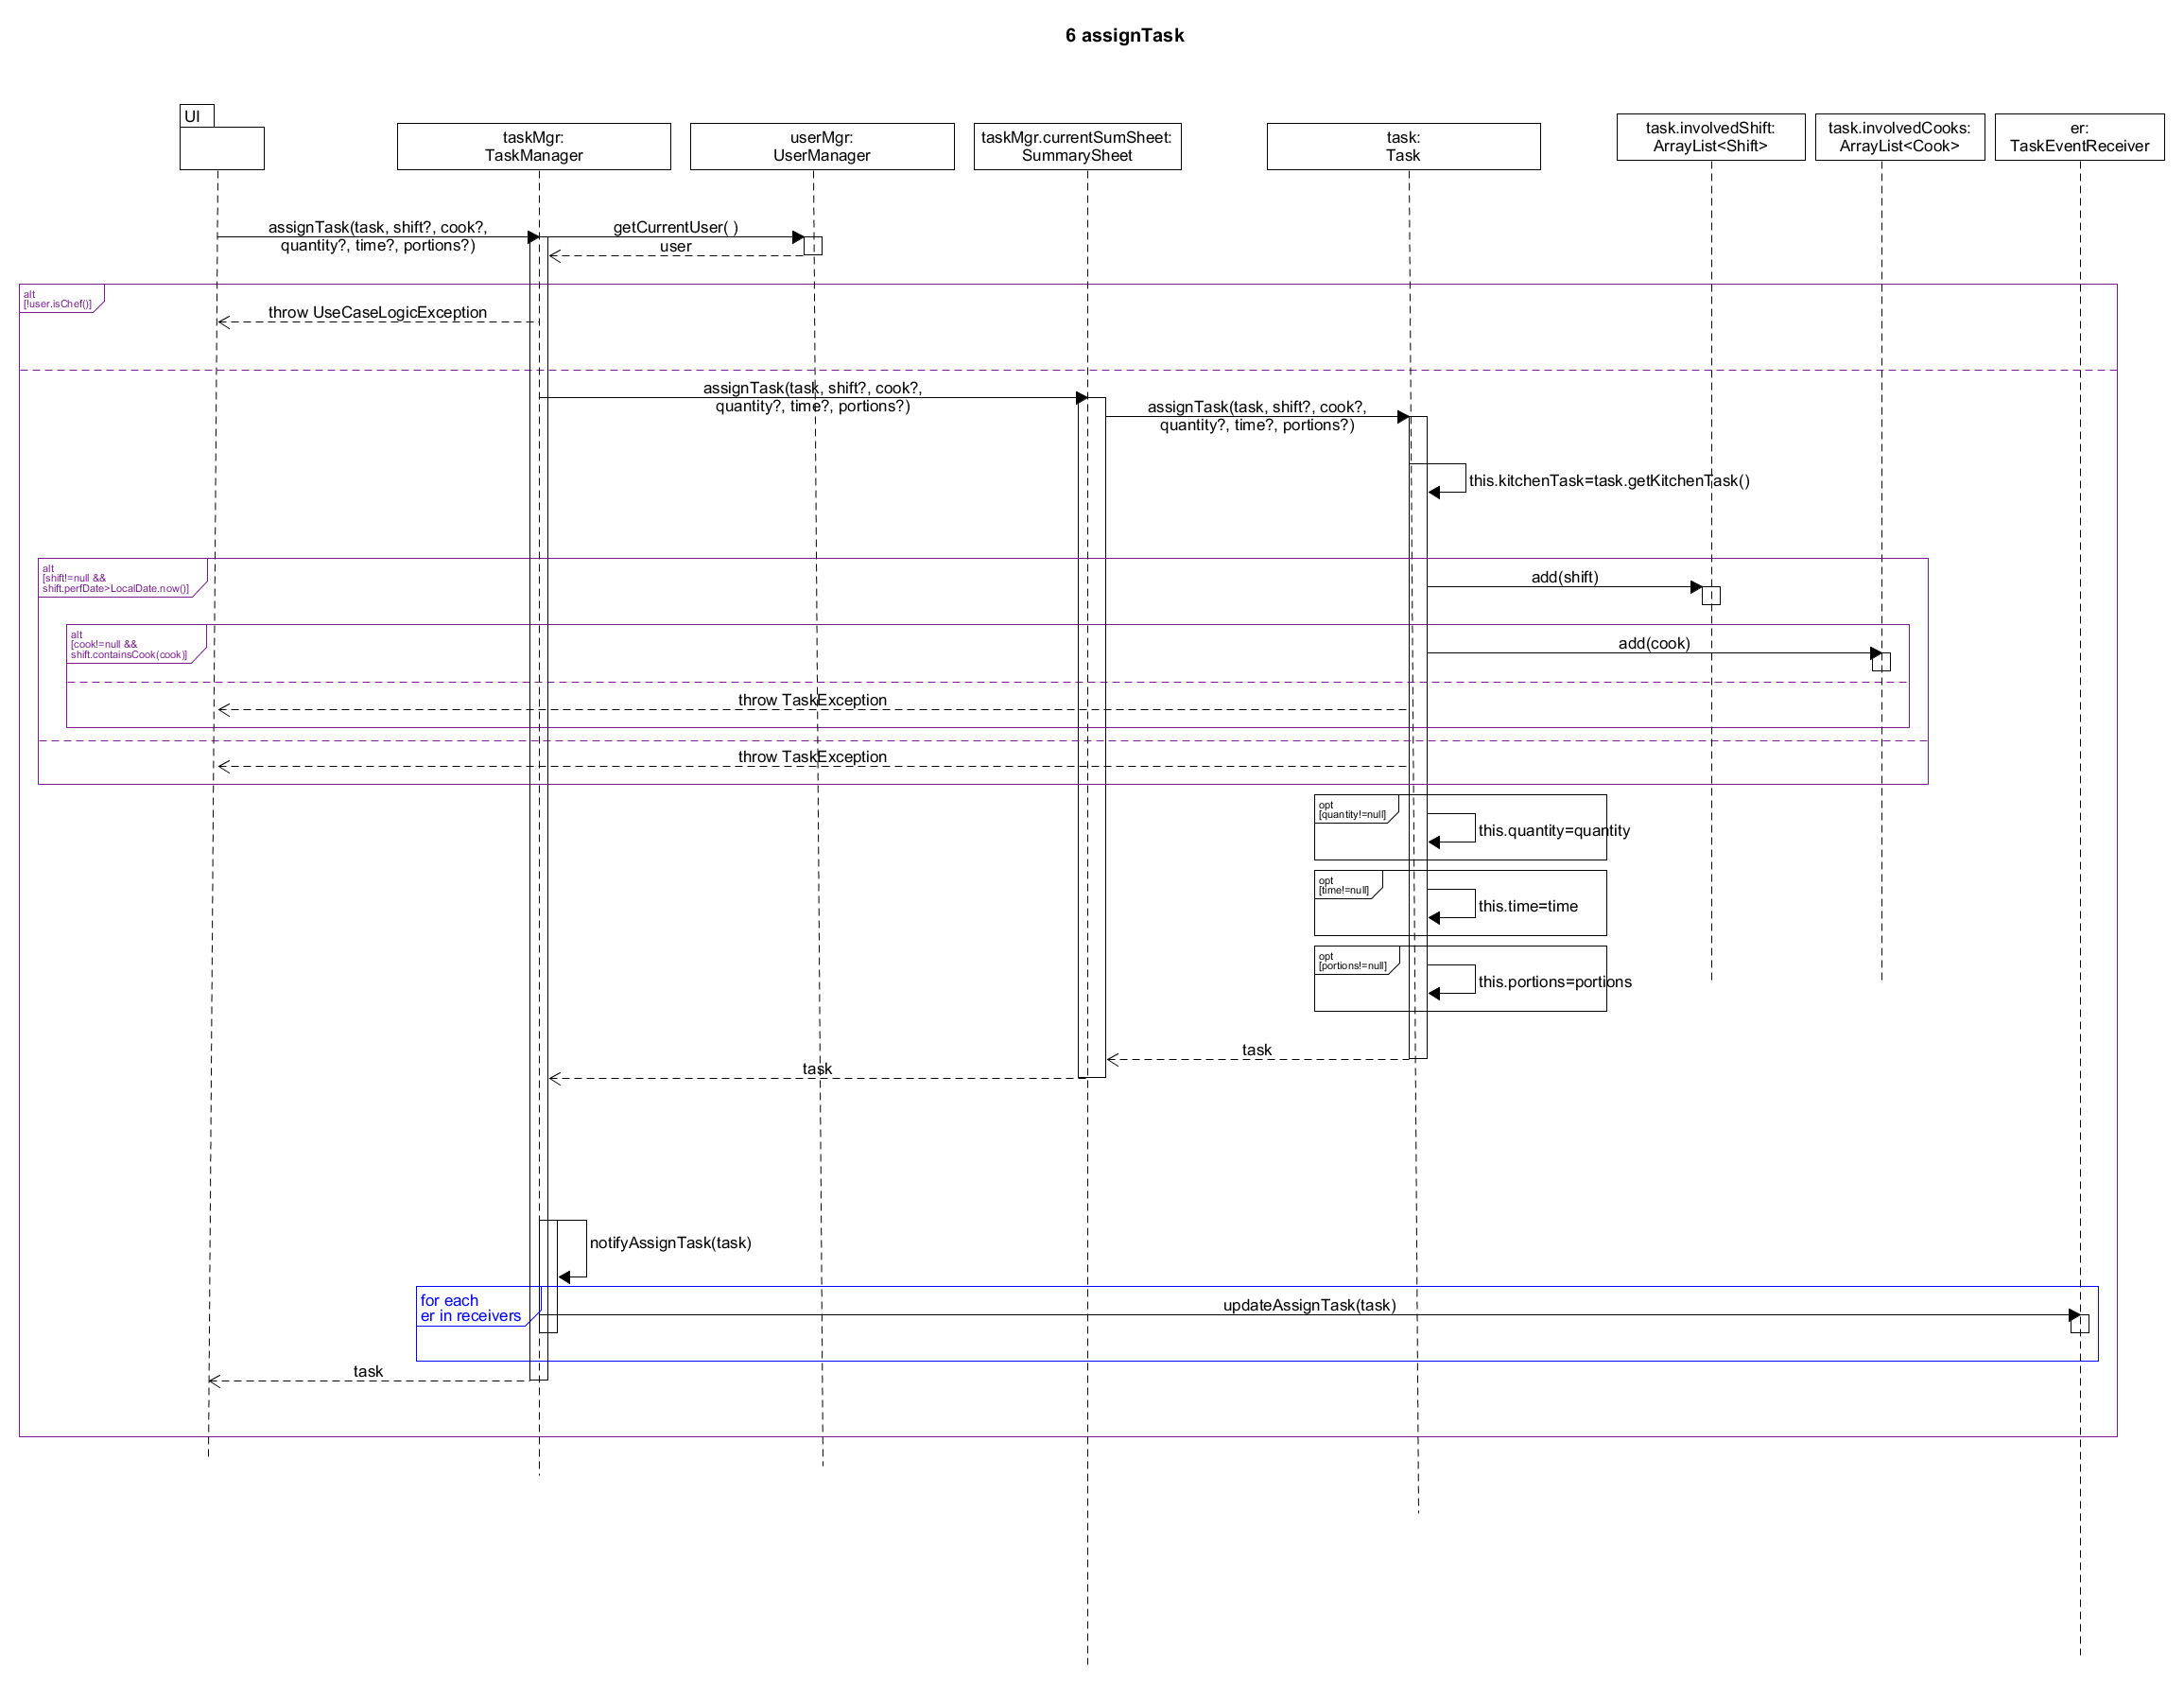 6 assignTask
UI
taskMgr:
TaskManager
userMgr:
UserManager
taskMgr.currentSumSheet:
SummarySheet
task:
Task
task.involvedShift:
ArrayList<Shift>
task.involvedCooks:
ArrayList<Cook>
er:
TaskEventReceiver
assignTask(task, shift?, cook?,
quantity?, time?, portions?)
getCurrentUser( )
user
alt
[!user.isChef()]
throw UseCaseLogicException
assignTask(task, shift?, cook?,
quantity?, time?, portions?)
assignTask(task, shift?, cook?,
quantity?, time?, portions?)
this.kitchenTask=task.getKitchenTask()
alt
[shift!=null &&
shift.perfDate>LocalDate.now()]
add(shift)
alt
[cook!=null &&
shift.containsCook(cook)]
add(cook)
throw TaskException
throw TaskException
opt
[quantity!=null]
this.quantity=quantity
opt
[time!=null]
this.time=time
opt
[portions!=null]
this.portions=portions
task
task
notifyAssignTask(task)
for each
er in receivers
updateAssignTask(task)
task